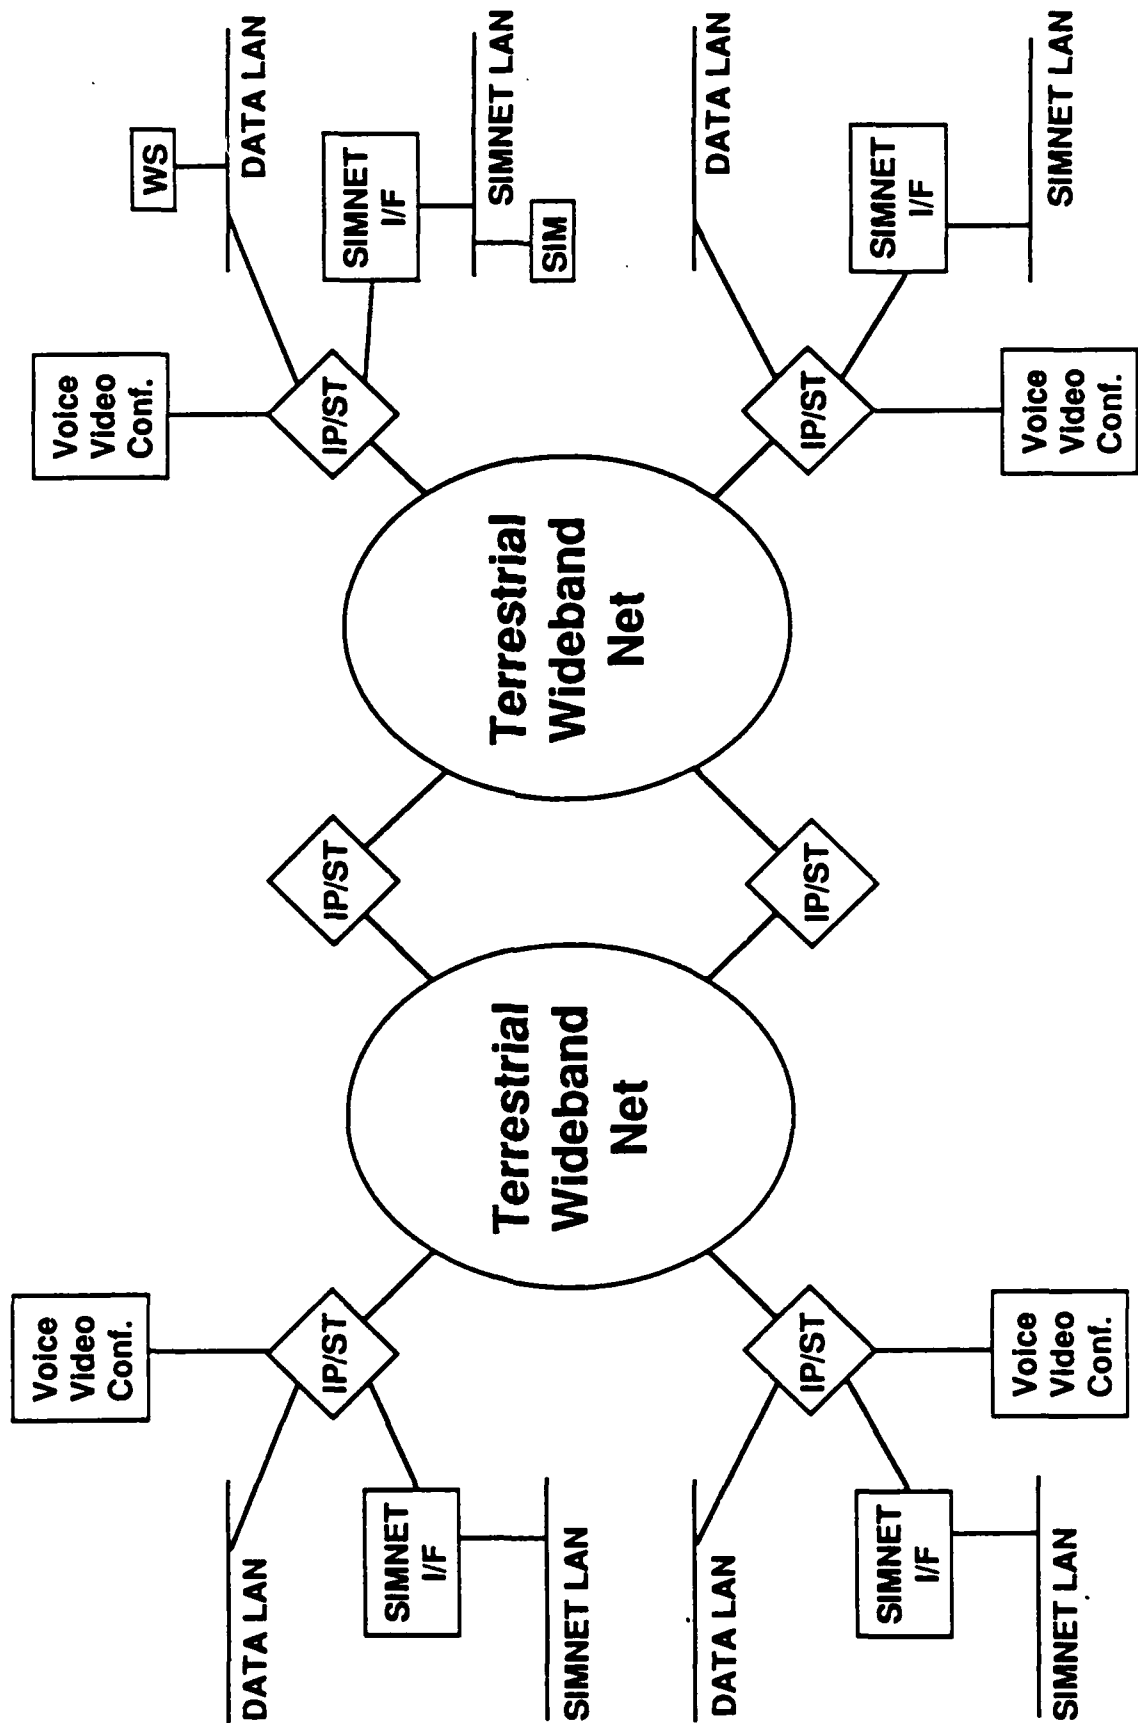 Voice
Video
Conf.
Voice
Video
Conf.
WS
DATA LAN
DATA LAN
IP/ST
IP/ST
IP/ST
SIMNET
I/F
SIMNET
I/F
SIMNET LAN
SIMNET LAN
SIM
Terrestrial
Wideband
Net
Terrestrial
Wideband
Net
DATA LAN
DATA LAN
IP/ST
IP/ST
IP/ST
SIMNET
I/F
SIMNET
I/F
Voice
Video
Conf.
Voice
Video
Conf.
SIMNET LAN
SIMNET LAN